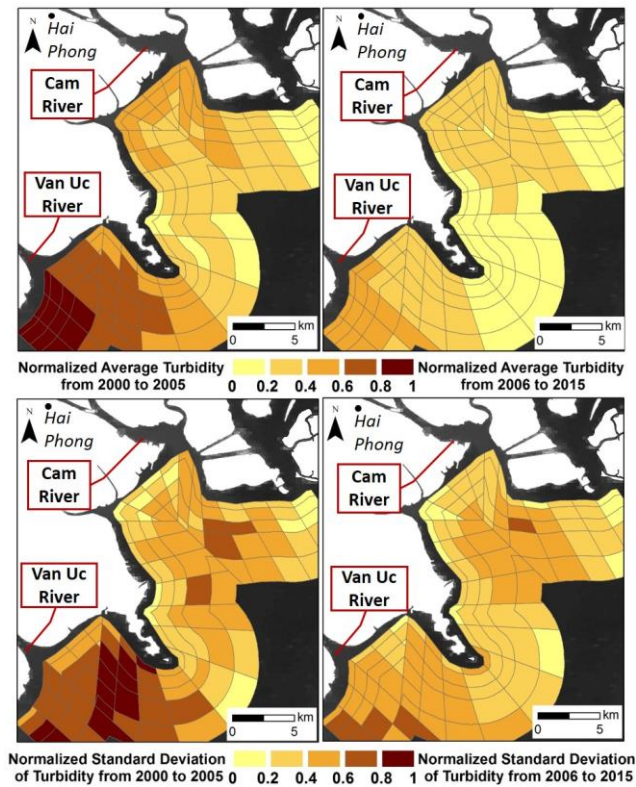 N
Hai
Phong
Cam
River
Van Uc
River
0 5
km
N
Hai
Phong
Cam
River
Van Uc
River
0 5
km
Normalized Average Turbidity
from 2000 to 2005
0 0.2 0.4 0.6 0.8 1
Normalized Average Turbidity
from 2006 to 2015
N
Hai
Phong
Cam
River
Van Uc
River
0 5
km
N
Hai
Phong
Cam
River
Van Uc
River
0 5
km
Normalized Standard Deviation
of Turbidity from 2000 to 2005
0 0.2 0.4 0.6 0.8 1
Normalized Standard Deviation
of Turbidity from 2006 to 2015